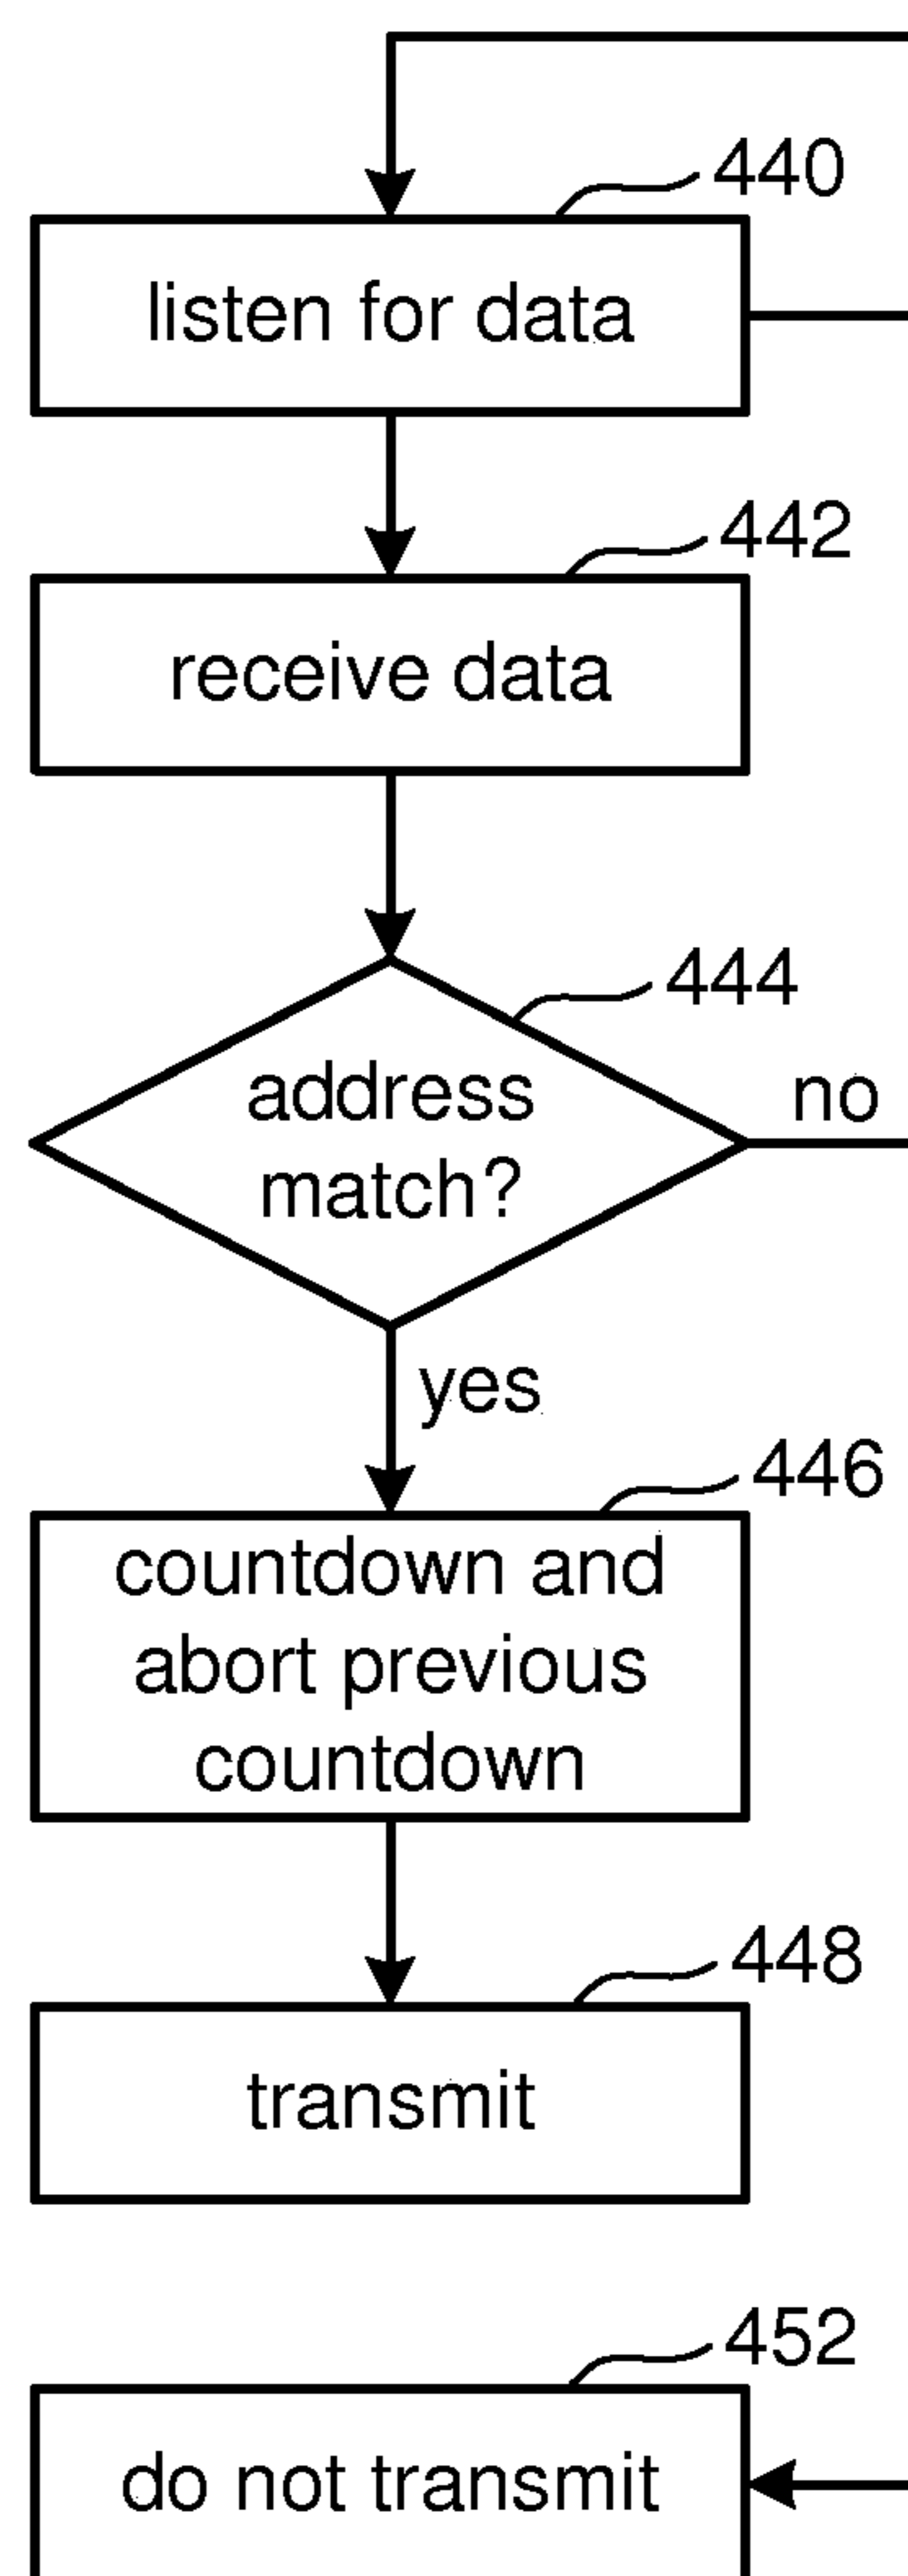 440
listen for data
442
receive data
444
address
match?
no
yes
446
countdown and
abort previous
countdown
448
transmit
452
do not transmit